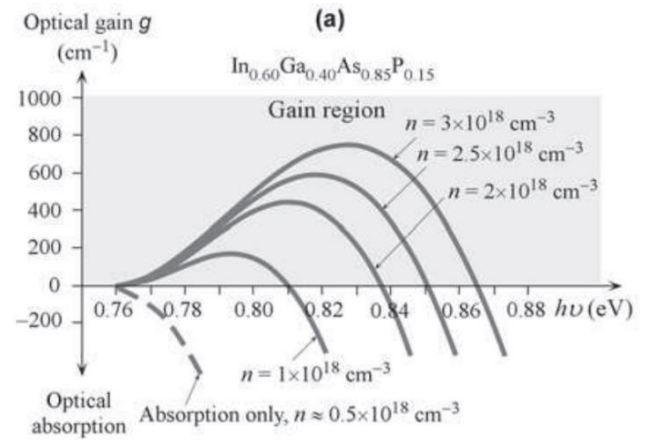 (a)
Optical gain g
(cm⁻¹)
In₀.₆₀Ga₀.₄₀As₀.₈₅P₀.₁₅
1000
Gain region
n = 3×10¹⁸ cm⁻³
800
n = 2.5×10¹⁸ cm⁻³
600
n = 2×10¹⁸ cm⁻³
400
200
0
0.76 0.78 0.80 0.82 0.84 0.86 0.88 hυ (eV)
−200
n = 1×10¹⁸ cm⁻³
Optical
absorption
Absorption only, n ≈ 0.5×10¹⁸ cm⁻³